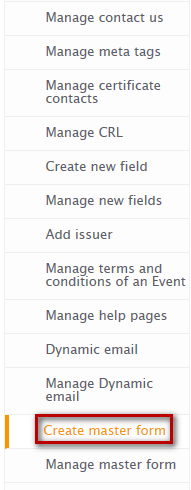 Manage contact us
Manage meta tags
Manage certificate
contacts
Manage CRL
Create new field
Manage new fields
Add issuer
Manage terms and
conditions of an Event
Manage help pages
Dynamic email
Manage Dynamic
email
Create master form
Manage master form